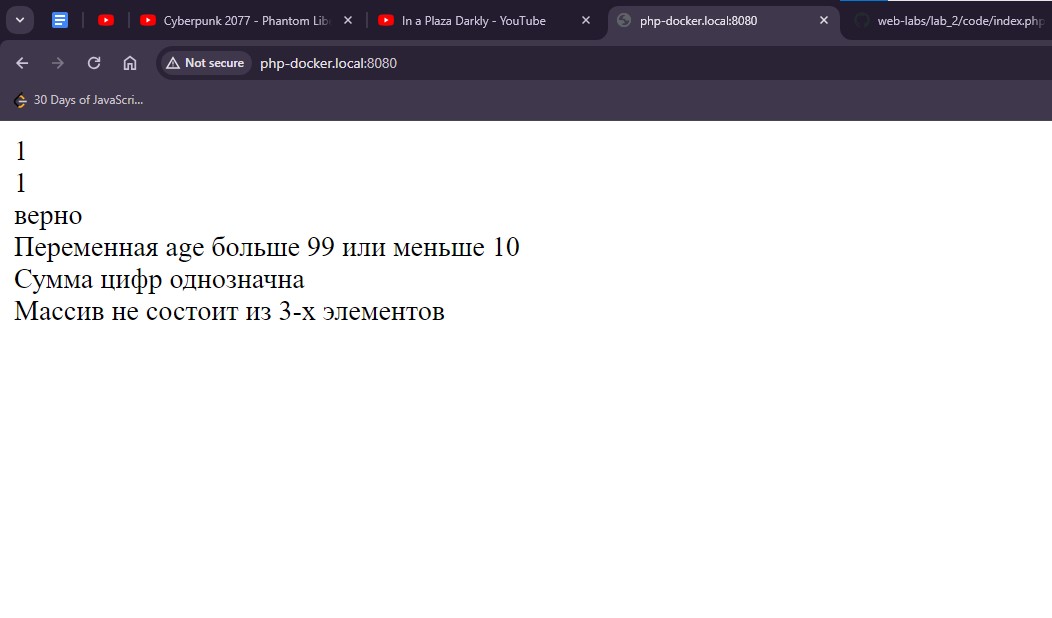 Cyberpunk 2077 - Phantom Lib
In a Plaza Darkly - YouTube
php-docker.local:8080
web-labs/lab_2/code/index.php
Not secure
php-docker.local:8080
30 Days of JavaScri...
1
1
верно
Переменная age больше 99 или меньше 10
Сумма цифр однозначна
Массив не состоит из 3-х элементов